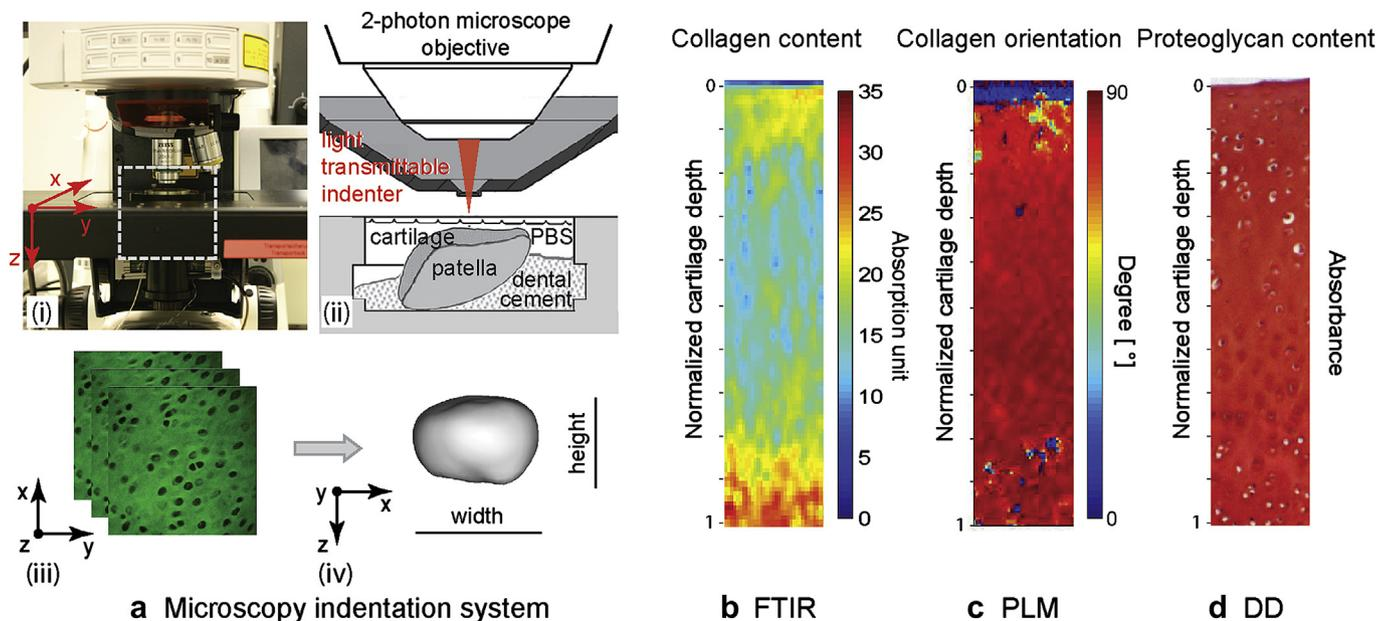 2-photon microscope
objective
light
transmittable
indenter
cartilage
PBS
patella
dental
cement
x
y
z
(i)
(ii)
x
z
y
(iii)
y
x
z
(iv)
width
height
a Microscopy indentation system
Collagen content
0
Normalized cartilage depth
1
35
30
25
20
15
10
5
0
Absorption unit
b FTIR
Collagen orientation
0
Normalized cartilage depth
1
90
0
Degree [°]
c PLM
Proteoglycan content
0
Normalized cartilage depth
1
Absorbance
d DD